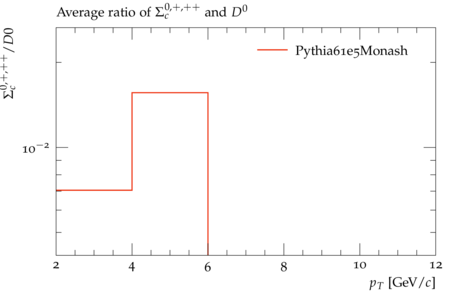 Average ratio of Σc0,+,++ and D0
Σc0,+,++/D0
Pythia61e5Monash
10−2
2 4 6 8 10 12
pT [GeV/c]